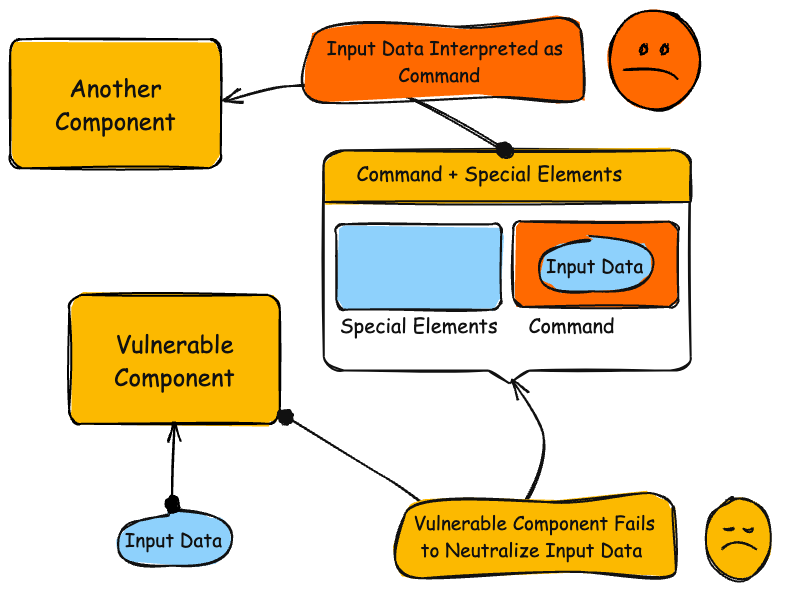 Input Data Interpreted as
Command
Another
Component
Command + Special Elements
Input Data
Special Elements
Command
Vulnerable
Component
Vulnerable Component Fails
to Neutralize Input Data
Input Data